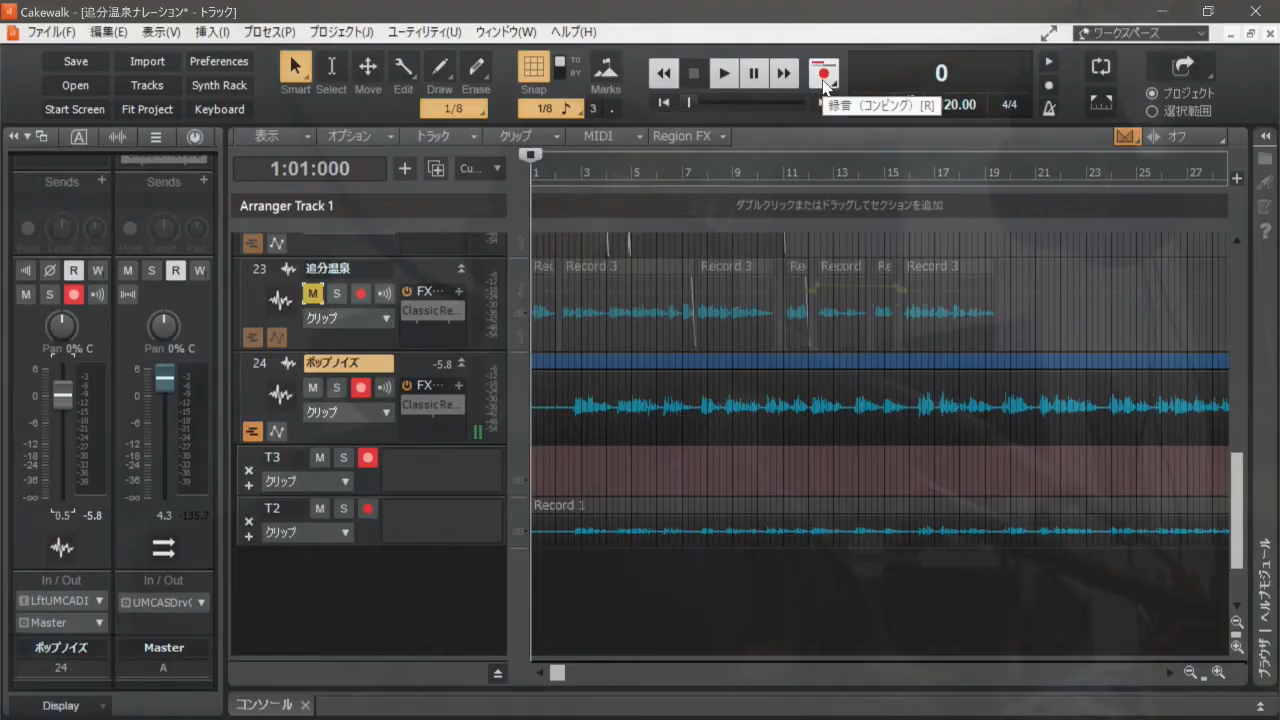 Cakewalk - [追分温泉ナレーション* - トラック]
ファイル(F) 編集(E) 表示(V) 挿入(I) プロセス(P) プロジェクト(J) ユーティリティ(U) ウィンドウ(W) ヘルプ(H) ワークスペース
Save Import Preferences
Open Tracks Synth Rack
Start Screen Fit Project Keyboard
Smart Select Move Edit Draw Erase Snap Marks
TO
BY
1/8 1/8 3
0
録音（コンピング）[R]
20.00 4/4
プロジェクト
選択範囲
表示 オプション トラック クリップ MIDI Region FX オフ
1:01:000 Cu...
1 3 5 7 9 11 13 15 17 19 21 23 25 27
Arranger Track 1
ダブルクリックまたはドラッグしてセクションを追加
Sends Sends
Post Level Pan Post Level Pan
R W M S R W
M S
Pan 0% C Pan 0% C
0.5 -5.8 4.3 -135.7
In / Out In / Out
LftUMCADI UMCASDrv(
Master
ポップノイズ Master
24 A
Display
23 追分温泉
M S FX
クリップ ClassicRe...
Rec Record 3 Record 3 Re Record Re Record 3
24 ポップノイズ -5.8
M S FX
クリップ ClassicRe...
T3 M S
クリップ
T2 M S
クリップ
Record 1
ブラウザ | ヘルプモジュール
コンソール